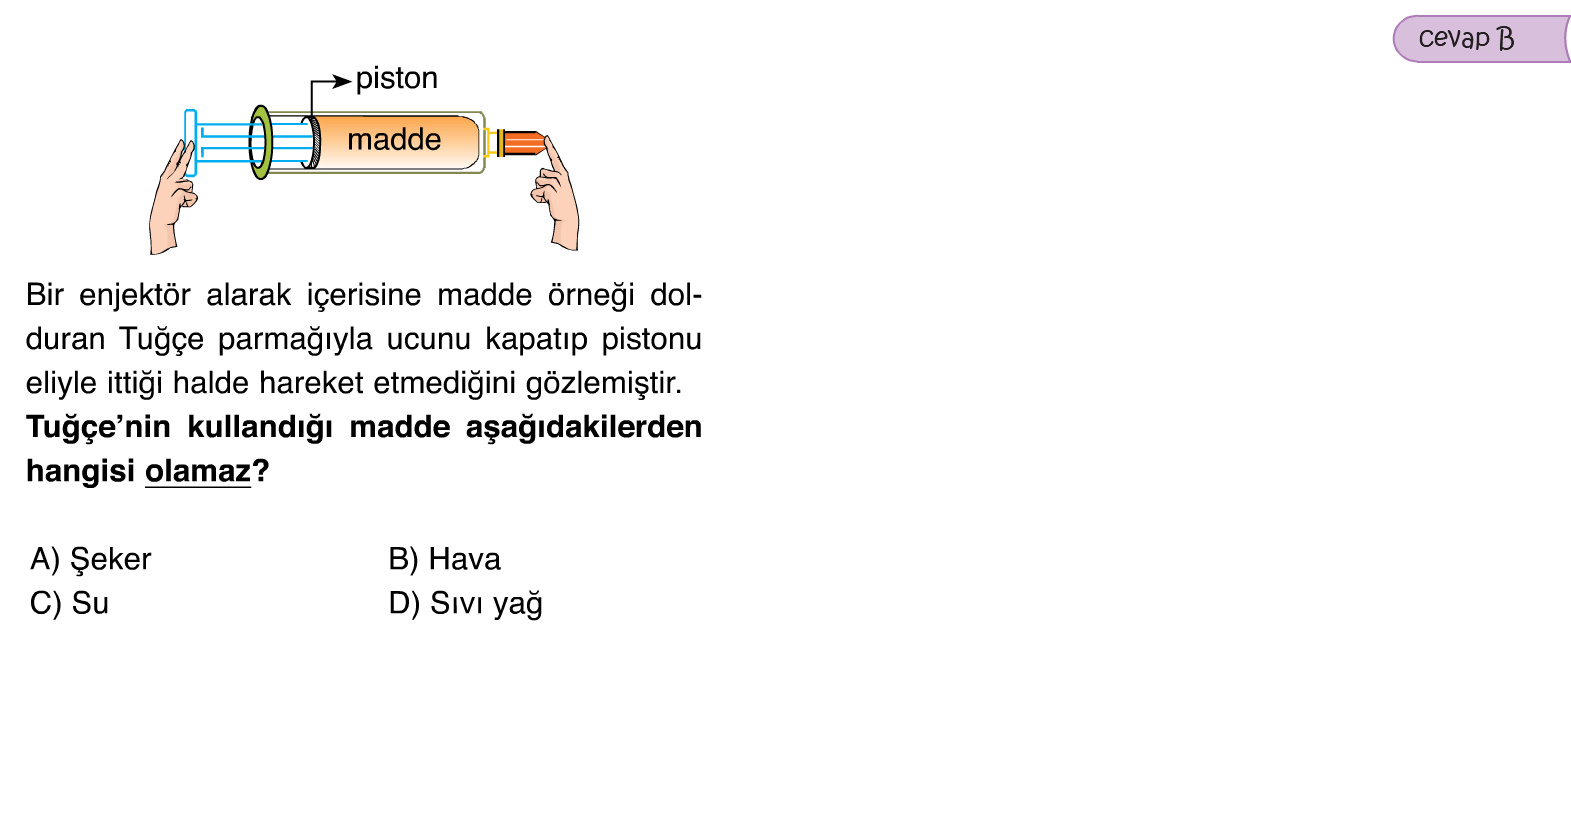 cevap B
piston
madde
Bir enjektör alarak içerisine madde örneği dol-
duran Tuğçe parmağıyla ucunu kapatıp pistonu
eliyle ittiği halde hareket etmediğini gözlemiştir.
Tuğçe’nin kullandığı madde aşağıdakilerden
hangisi olamaz?
A) Şeker B) Hava
C) Su D) Sıvı yağ